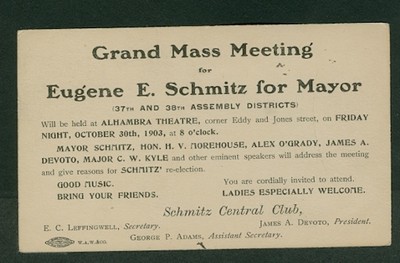 Grand Mass Meeting
for
Eugene E. Schmitz for Mayor
(37TH AND 38TH ASSEMBLY DISTRICTS)
Will be held at ALHAMBRA THEATRE, corner Eddy and Jones street, on FRIDAY
NIGHT, OCTOBER 30th, 1903, at 8 o'clock.
MAYOR SCHMITZ, HON. H. V. MOREHOUSE, ALEX O'GRADY, JAMES A.
DEVOTO, MAJOR C. W. KYLE and other eminent speakers will address the meeting
and give reasons for SCHMITZ' re-election.
GOOD MUSIC. You are cordially invited to attend.
BRING YOUR FRIENDS. LADIES ESPECIALLY WELCOME.
Schmitz Central Club,
E. C. LEFFINGWELL, Secretary. JAMES A. DEVOTO, President.
GEORGE P. ADAMS, Assistant Secretary.